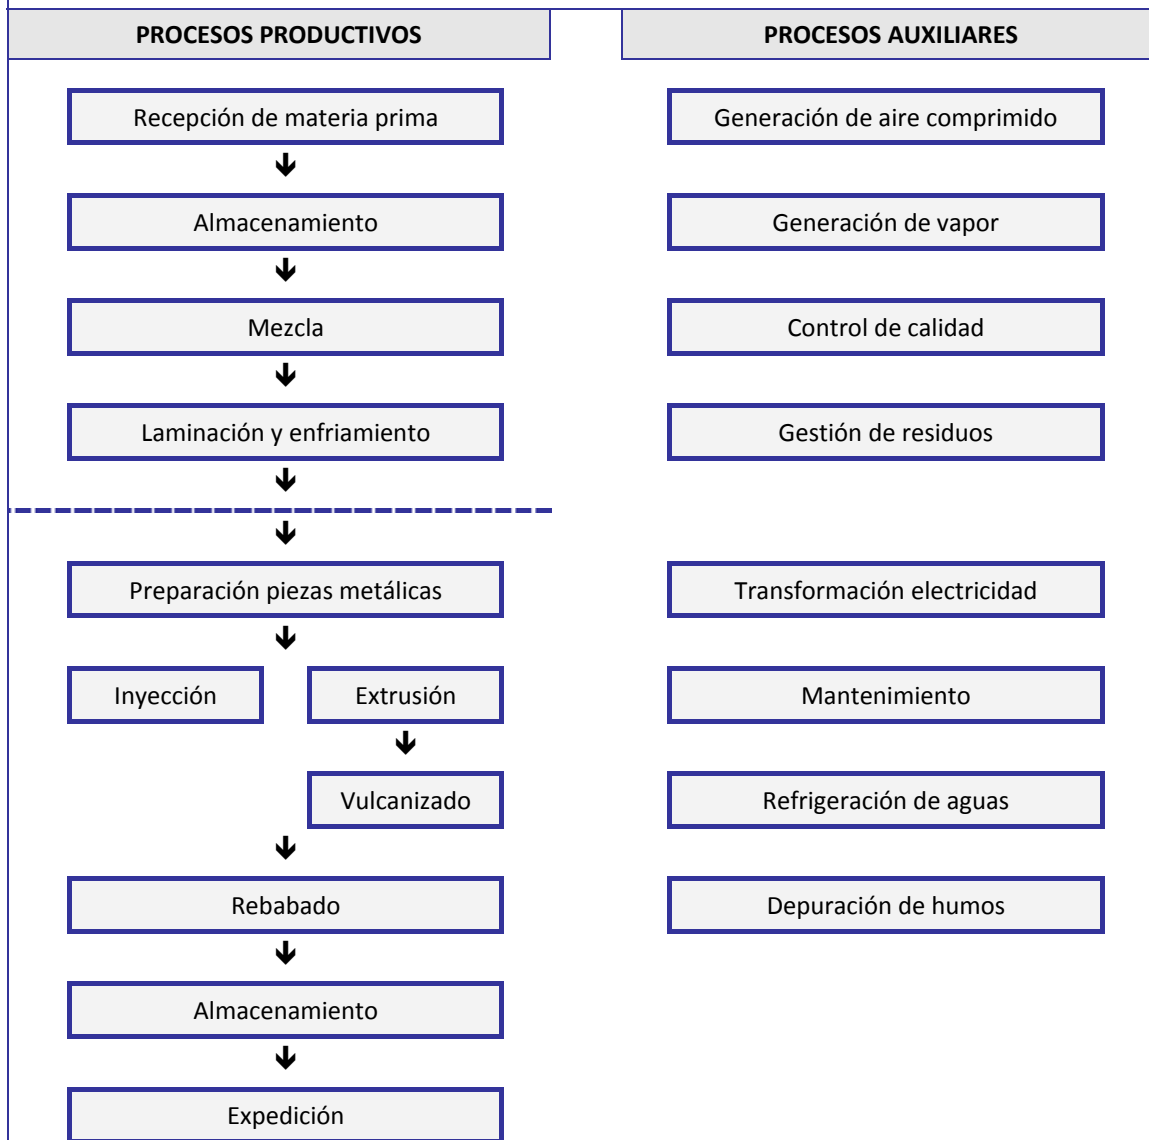 PROCESOS PRODUCTIVOS
PROCESOS AUXILIARES
Recepción de materia prima
Generación de aire comprimido
Almacenamiento
Generación de vapor
Mezcla
Control de calidad
Laminación y enfriamiento
Gestión de residuos
Preparación piezas metálicas
Transformación electricidad
Inyección
Extrusión
Mantenimiento
Vulcanizado
Refrigeración de aguas
Rebabado
Depuración de humos
Almacenamiento
Expedición